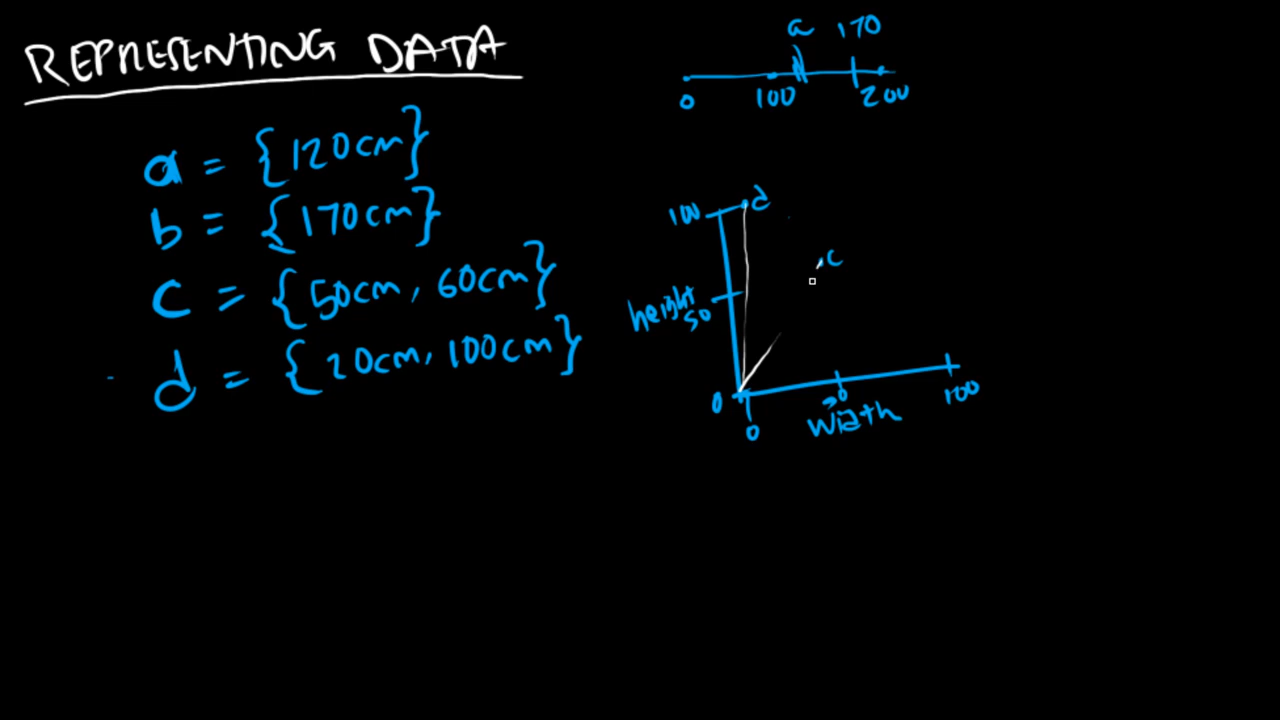 REPRESENTING DATA
a = {120cm}
b = {170cm}
c = {50cm, 60cm}
d = {20cm, 100cm}
a 170
0 100 200
100 d
c
height
50
0
0
50
100
width